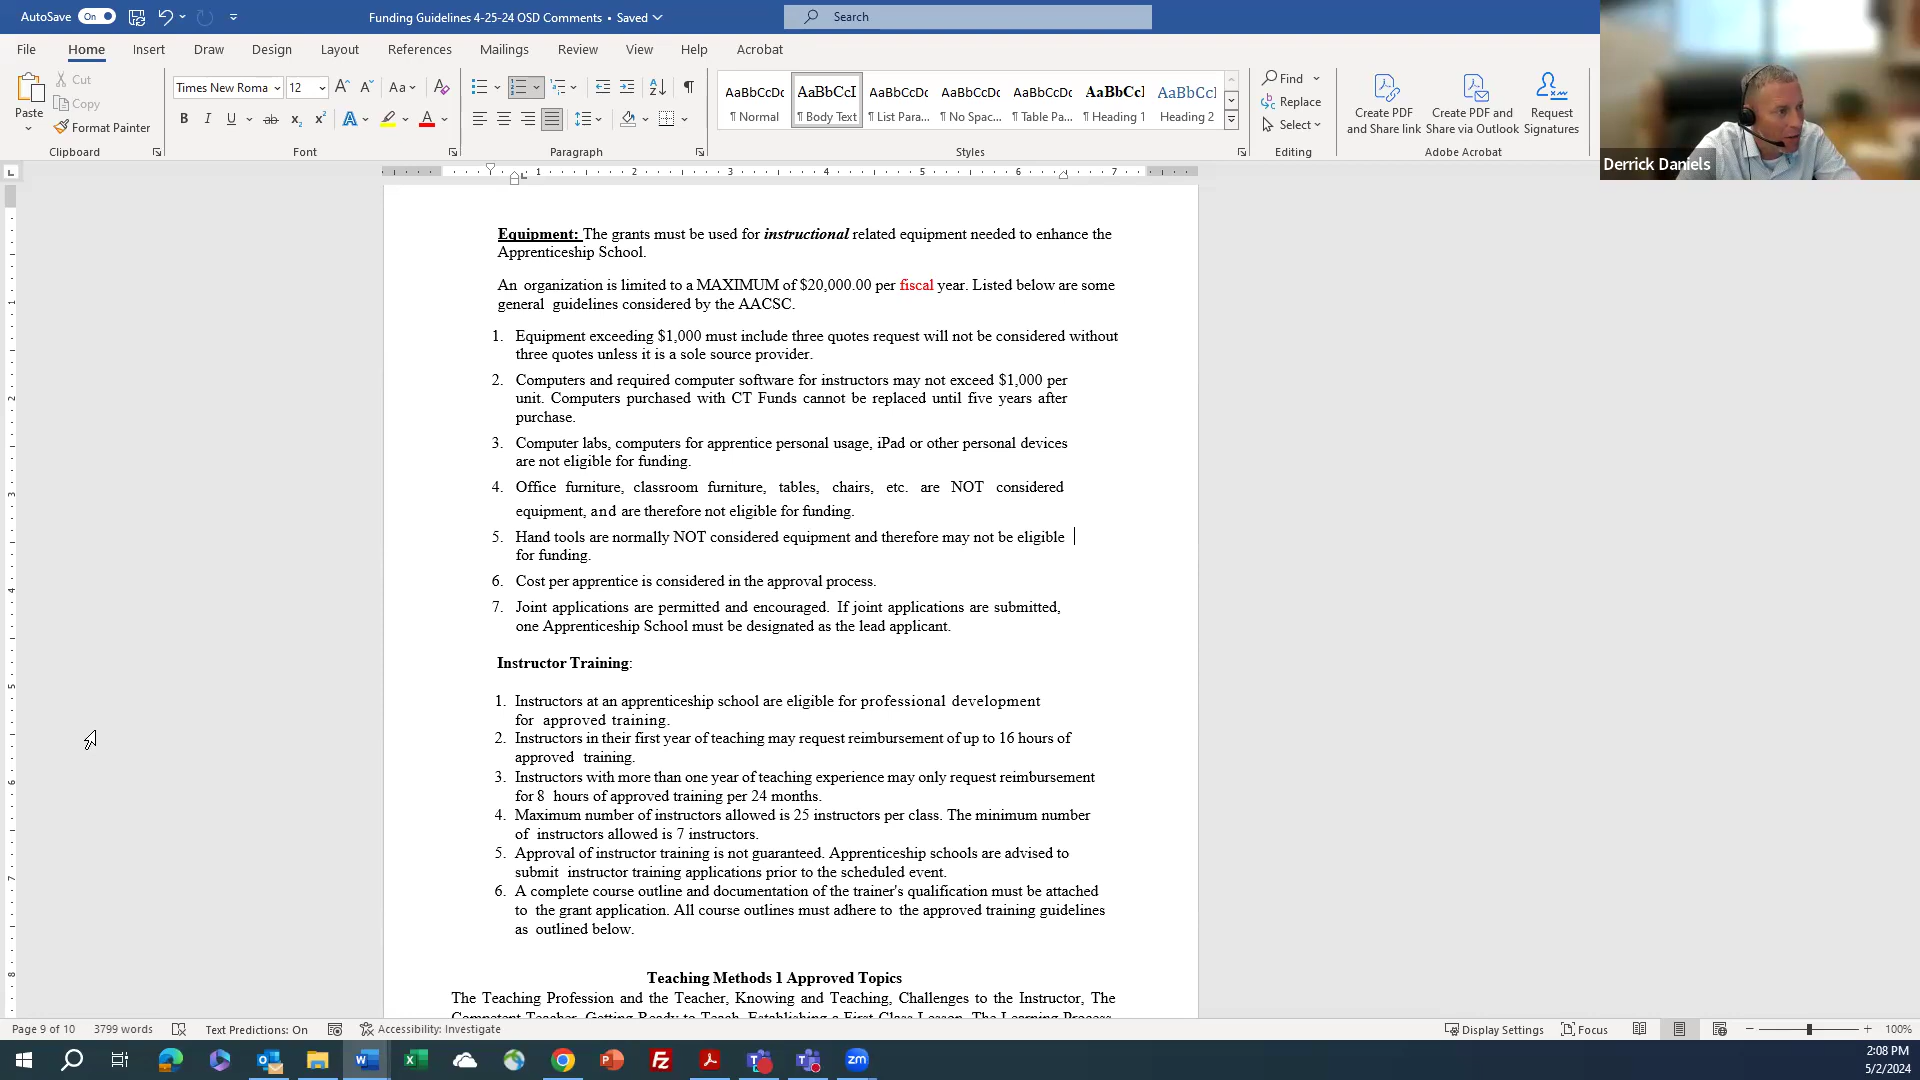 AutoSave On Funding Guidelines 4-25-24 OSD Comments • Saved Search
File Home Insert Draw Design Layout References Mailings Review View Help Acrobat
Paste Cut Copy Format Painter
Times New Roma 12
AaBbCcDc AaBbCcI AaBbCcDc AaBbCcDc AaBbCcDc AaBbCcI AaBbCcI
¶ Normal ¶ Body Text ¶ List Para... ¶ No Spac... ¶ Table Pa... ¶ Heading 1 Heading 2
Find Replace Select
Create PDF and Share link Create PDF and Share via Outlook Request Signatures
Clipboard Font Paragraph Styles Editing Adobe Acrobat
Derrick Daniels
1 2 3 4 5 6 7
Equipment: The grants must be used for instructional related equipment needed to enhance the
Apprenticeship School.
An organization is limited to a MAXIMUM of $20,000.00 per fiscal year. Listed below are some
general guidelines considered by the AACSC.
1. Equipment exceeding $1,000 must include three quotes request will not be considered without
three quotes unless it is a sole source provider.
2. Computers and required computer software for instructors may not exceed $1,000 per
unit. Computers purchased with CT Funds cannot be replaced until five years after
purchase.
3. Computer labs, computers for apprentice personal usage, iPad or other personal devices
are not eligible for funding.
4. Office furniture, classroom furniture, tables, chairs, etc. are NOT considered
equipment, and are therefore not eligible for funding.
5. Hand tools are normally NOT considered equipment and therefore may not be eligible
for funding.
6. Cost per apprentice is considered in the approval process.
7. Joint applications are permitted and encouraged. If joint applications are submitted,
one Apprenticeship School must be designated as the lead applicant.
Instructor Training:
1. Instructors at an apprenticeship school are eligible for professional development
for approved training.
2. Instructors in their first year of teaching may request reimbursement of up to 16 hours of
approved training.
3. Instructors with more than one year of teaching experience may only request reimbursement
for 8 hours of approved training per 24 months.
4. Maximum number of instructors allowed is 25 instructors per class. The minimum number
of instructors allowed is 7 instructors.
5. Approval of instructor training is not guaranteed. Apprenticeship schools are advised to
submit instructor training applications prior to the scheduled event.
6. A complete course outline and documentation of the trainer's qualification must be attached
to the grant application. All course outlines must adhere to the approved training guidelines
as outlined below.
Teaching Methods 1 Approved Topics
The Teaching Profession and the Teacher, Knowing and Teaching, Challenges to the Instructor, The
Competent Teacher, Getting Ready to Teach, Establishing a First Class Lesson, The Learning Process,
Page 9 of 10 3799 words Text Predictions: On Accessibility: Investigate Display Settings Focus 100%
2:08 PM
5/2/2024